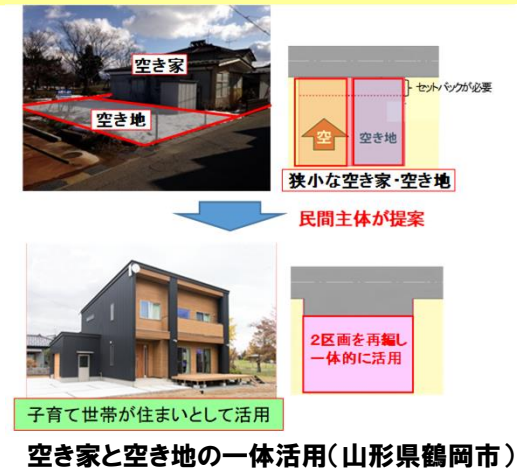 空き家
空き地
セットバックが必要
空
空き地
狭小な空き家・空き地
民間主体が提案
2区画を再編し
一体的に活用
子育て世帯が住まいとして活用
空き家と空き地の一体活用(山形県鶴岡市)